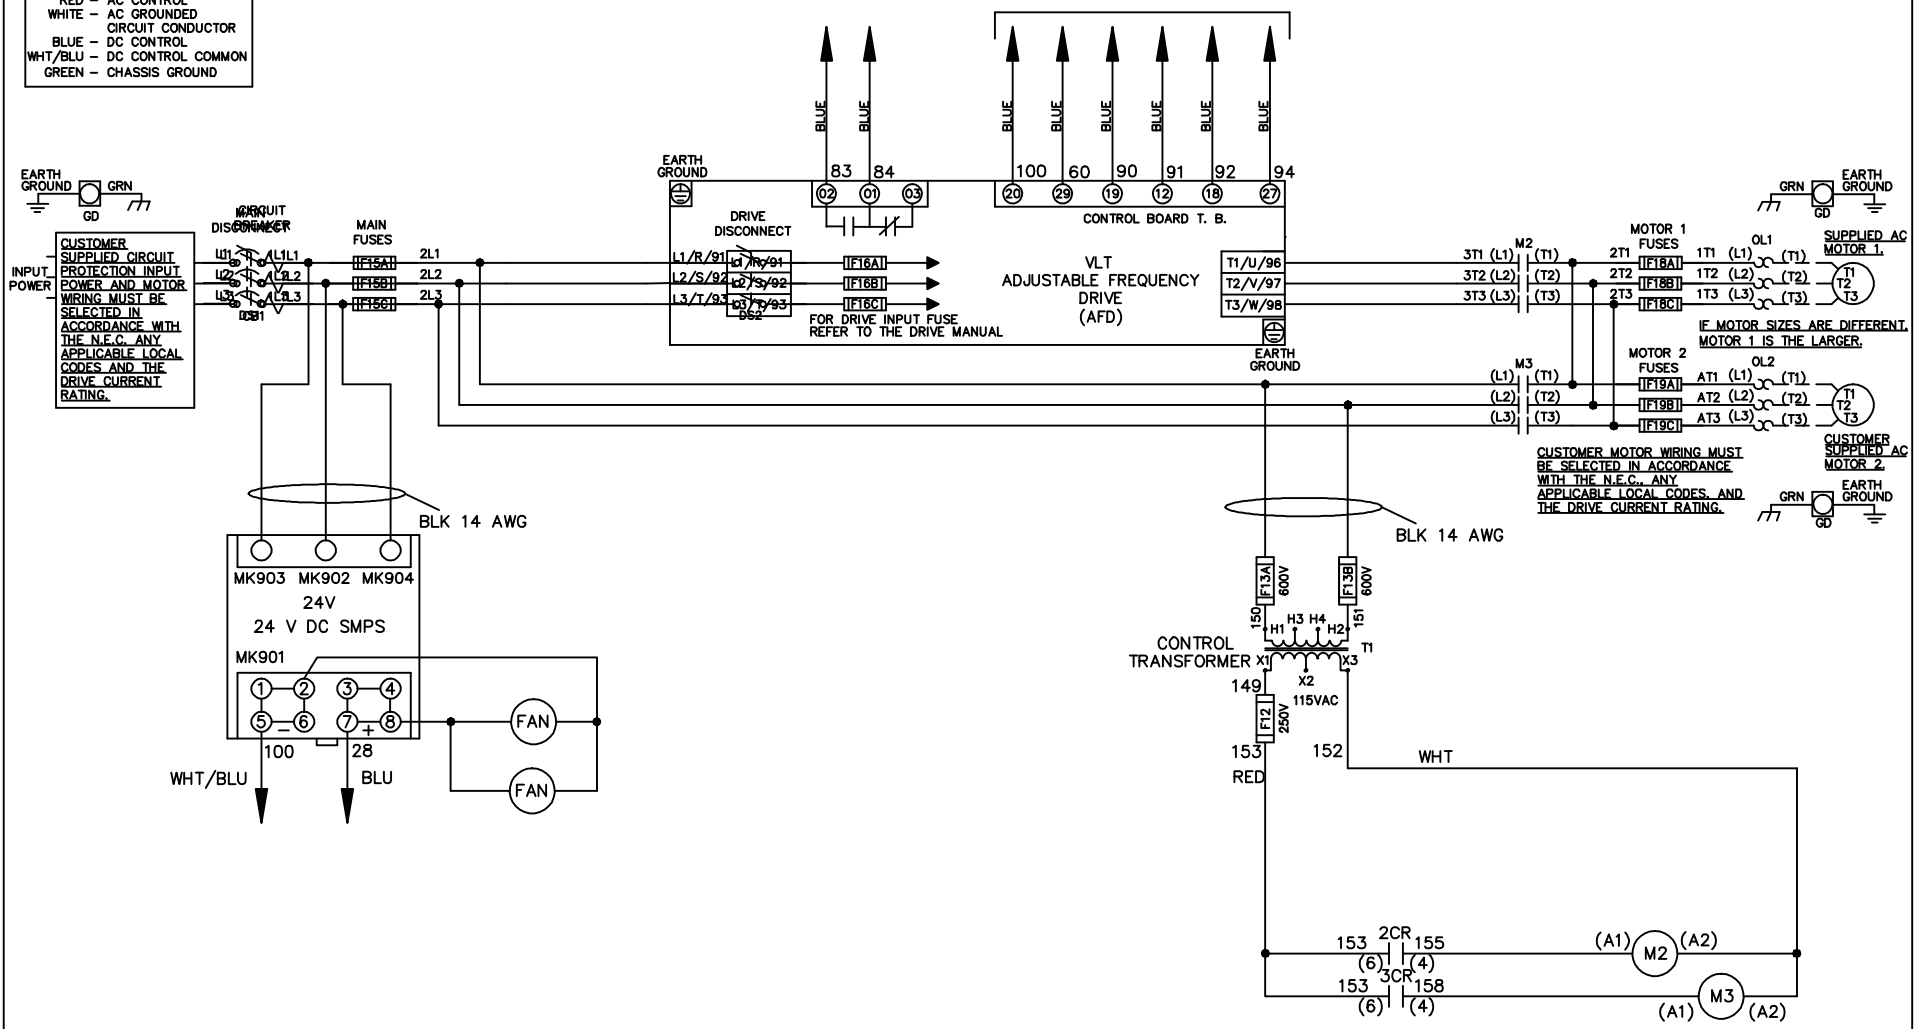 RED - AC CONTROL
WHITE - AC GROUNDED
CIRCUIT CONDUCTOR
BLUE - DC CONTROL
WHT/BLU - DC CONTROL COMMON
GREEN - CHASSIS GROUND
BLUE
BLUE
BLUE
BLUE
BLUE
BLUE
BLUE
BLUE
EARTH
GROUND
83
84
100
60
90
91
92
94
02
01
03
20
29
19
12
18
27
CONTROL BOARD T. B.
EARTH
GROUND
GRN
GD
GRN
EARTH
GROUND
GD
MAIN
DISCONNECT
CIRCUIT
BREAKER
MAIN
FUSES
INPUT
POWER
CUSTOMER
SUPPLIED CIRCUIT
PROTECTION INPUT
POWER AND MOTOR
WIRING MUST BE
SELECTED IN
ACCORDANCE WITH
THE N.E.C. ANY
APPLICABLE LOCAL
CODES AND THE
DRIVE CURRENT
RATING.
L1
L2
L3
1L1
1L2
1L3
CB1
F15A
F15B
F15C
2L1
2L2
2L3
DRIVE
DISCONNECT
L1/R/91
L2/S/92
L3/T/93
L1/R/91
L2/S/92
L3/T/93
DS2
F16A
F16B
F16C
FOR DRIVE INPUT FUSE
REFER TO THE DRIVE MANUAL
VLT
ADJUSTABLE FREQUENCY
DRIVE
(AFD)
T1/U/96
T2/V/97
T3/W/98
EARTH
GROUND
M2
3T1 (L1) (T1)
3T2 (L2) (T2)
3T3 (L3) (T3)
MOTOR 1
FUSES
2T1 F18A 1T1 (L1) (T1)
2T2 F18B 1T2 (L2) (T2)
2T3 F18C 1T3 (L3) (T3)
OL1
T1
T2
T3
SUPPLIED AC
MOTOR 1.
IF MOTOR SIZES ARE DIFFERENT,
MOTOR 1 IS THE LARGER.
M3
(L1) (T1)
(L2) (T2)
(L3) (T3)
MOTOR 2
FUSES
F19A AT1 (L1) (T1)
F19B AT2 (L2) (T2)
F19C AT3 (L3) (T3)
OL2
T1
T2
T3
CUSTOMER
SUPPLIED AC
MOTOR 2.
CUSTOMER MOTOR WIRING MUST
BE SELECTED IN ACCORDANCE
WITH THE N.E.C., ANY
APPLICABLE LOCAL CODES, AND
THE DRIVE CURRENT RATING.
GRN
EARTH
GROUND
GD
BLK 14 AWG
BLK 14 AWG
MK903 MK902 MK904
24V
24 V DC SMPS
MK901
1
2
3
4
5
6
7
8
-
+
100
28
WHT/BLU
BLU
FAN
FAN
F13A
600V
F13B
600V
150
151
H1 H3 H4 H2
CONTROL
TRANSFORMER
T1
X1
X3
X2
115VAC
149
F12
250V
153
RED
152
WHT
2CR
153
155
(6)
(4)
(A1)
M2
(A2)
3CR
153
158
(6)
(4)
(A1)
M3
(A2)